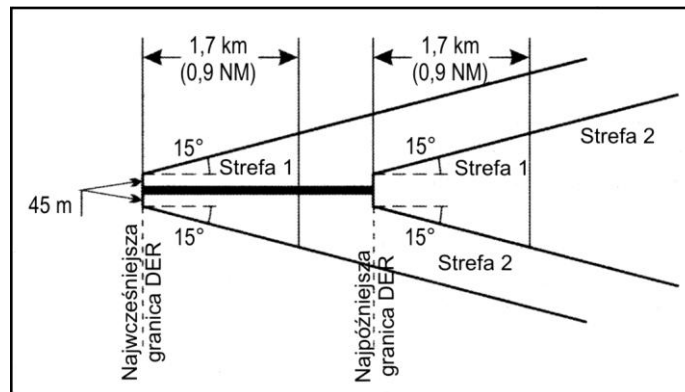 1,7 km
(0,9 NM)
1,7 km
(0,9 NM)
15°
Strefa 1
15°
Strefa 1
Strefa 2
45 m
15°
15°
Strefa 2
Najwcześniejsza
granica DER
Najpóźniejsza
granica DER